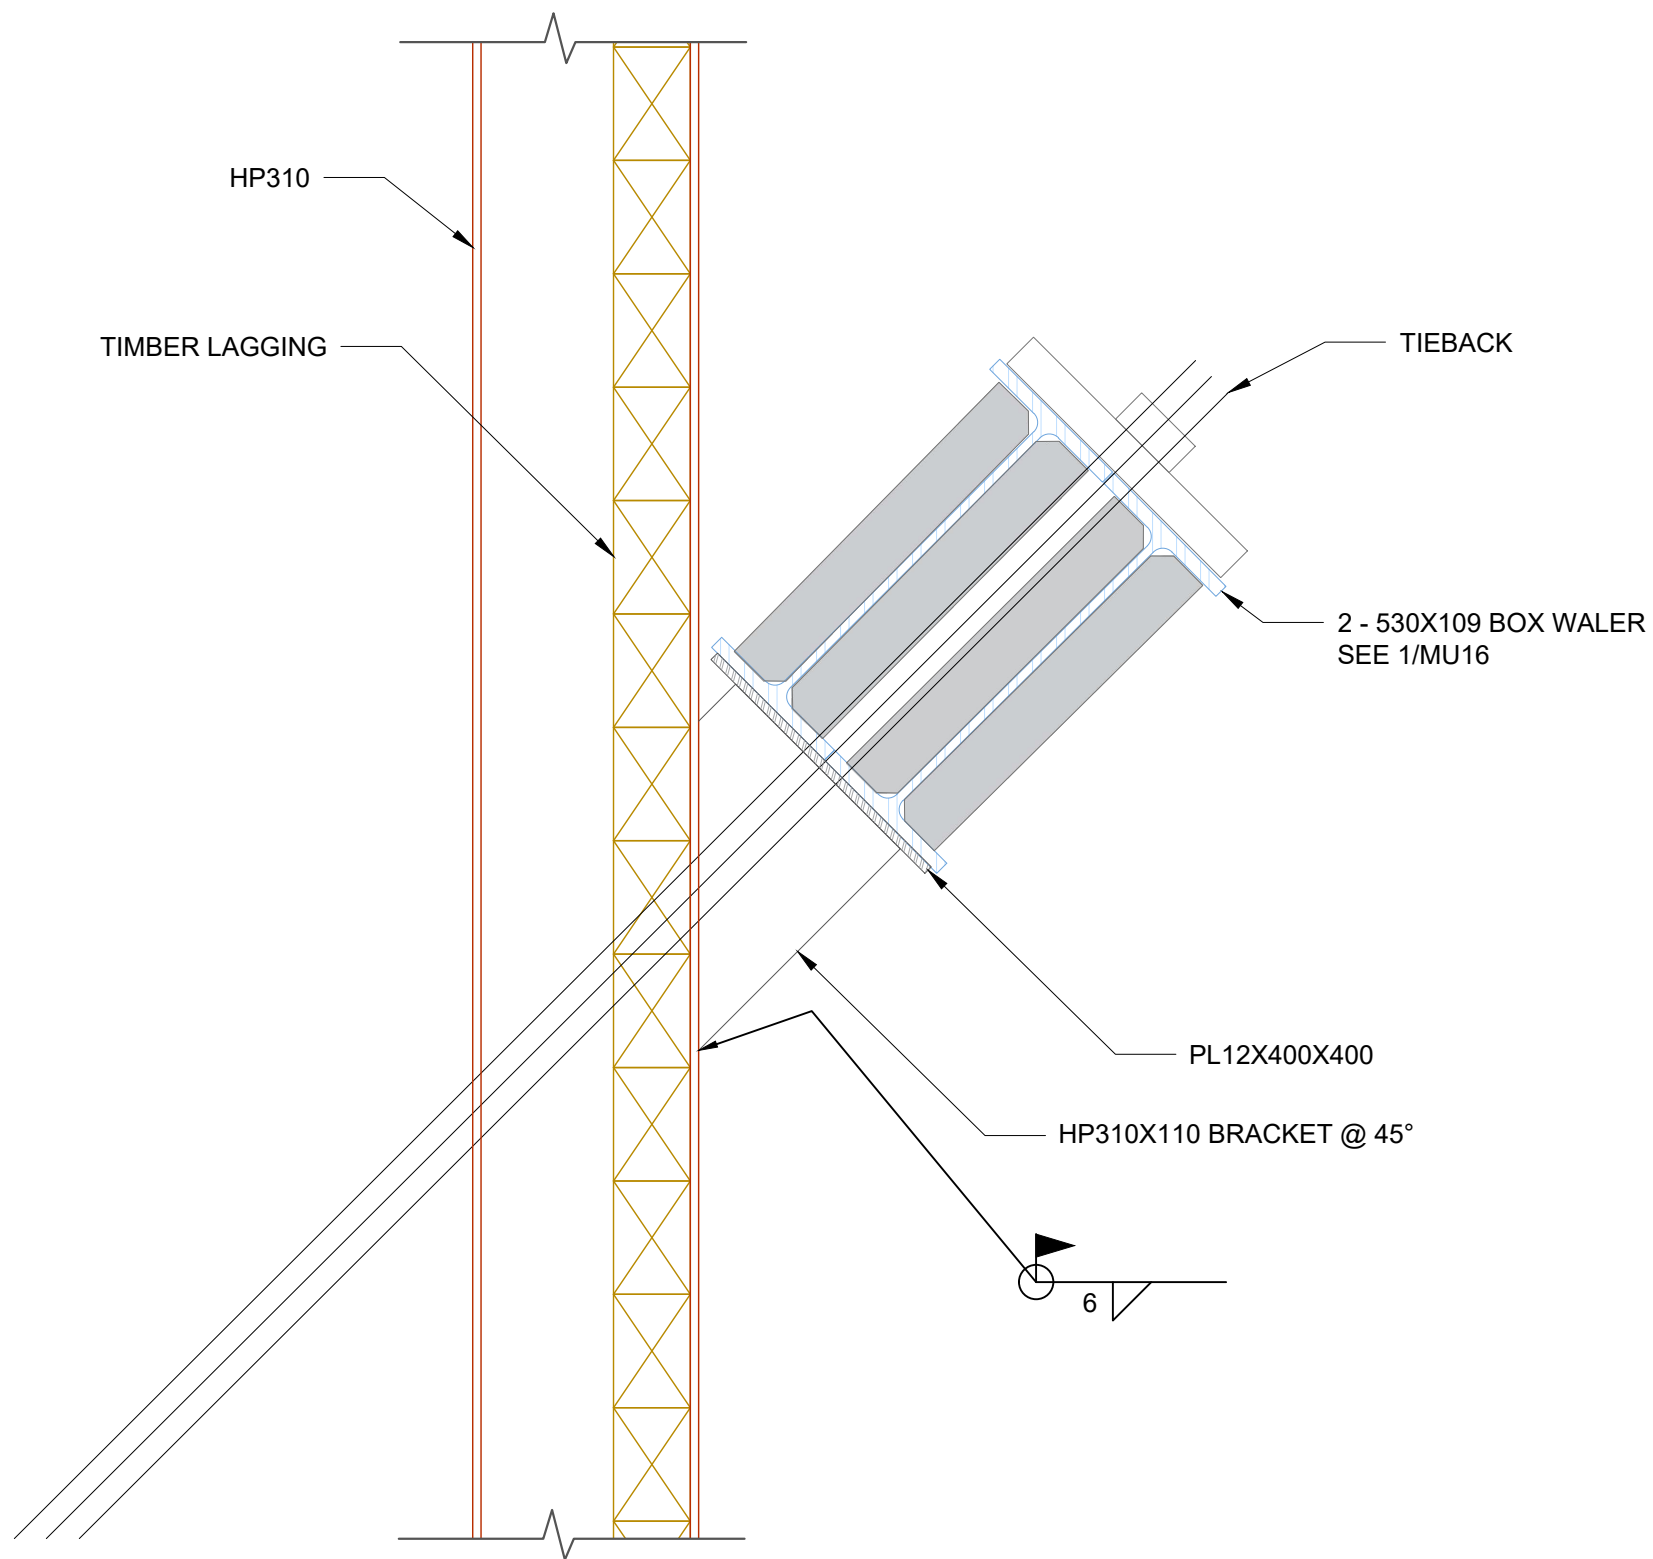 HP310
TIMBER LAGGING
TIEBACK
2 - 530X109 BOX WALER
SEE 1/MU16
PL12X400X400
HP310X110 BRACKET @ 45°
6